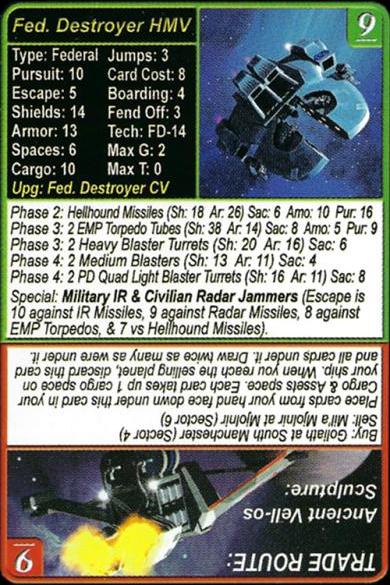 Fed. Destroyer HMV
9
Type: Federal Jumps: 3
Pursuit: 10 Card Cost: 8
Escape: 5 Boarding: 4
Shields: 14 Fend Off: 3
Armor: 13 Tech: FD-14
Spaces: 6 Max G: 2
Cargo: 10 Max T: 0
Upg: Fed. Destroyer CV
Phase 2: Hellhound Missiles (Sh: 18 Ar: 26) Sac: 6 Amo: 10 Pur: 16
Phase 3: 2 EMP Torpedo Tubes (Sh: 38 Ar: 14) Sac: 8 Amo: 5 Pur: 9
Phase 3: 2 Heavy Blaster Turrets (Sh: 20 Ar: 16) Sac: 6
Phase 4: 2 Medium Blasters (Sh: 13 Ar: 11) Sac: 4
Phase 4: 2 PD Quad Light Blaster Turrets (Sh: 16 Ar: 11) Sac: 8
Special: Military IR & Civilian Radar Jammers (Escape is
10 against IR Missiles, 9 against Radar Missiles, 8 against
EMP Torpedos, & 7 vs Hellhound Missiles).
TRADE ROUTE:
Ancient Vell-os
Sculpture:
9
Buy: Goliath at South Manchester (Sector 4)
Sell: Mil'a at Mjolnir at Mjolnir (Sector 6)
Place cards from your hand face down under this card in your
Cargo & Assets space. Each card takes up 1 cargo space on
your ship. When you reach the selling planet, discard this card
and all cards under it. Draw twice as many as were under it.